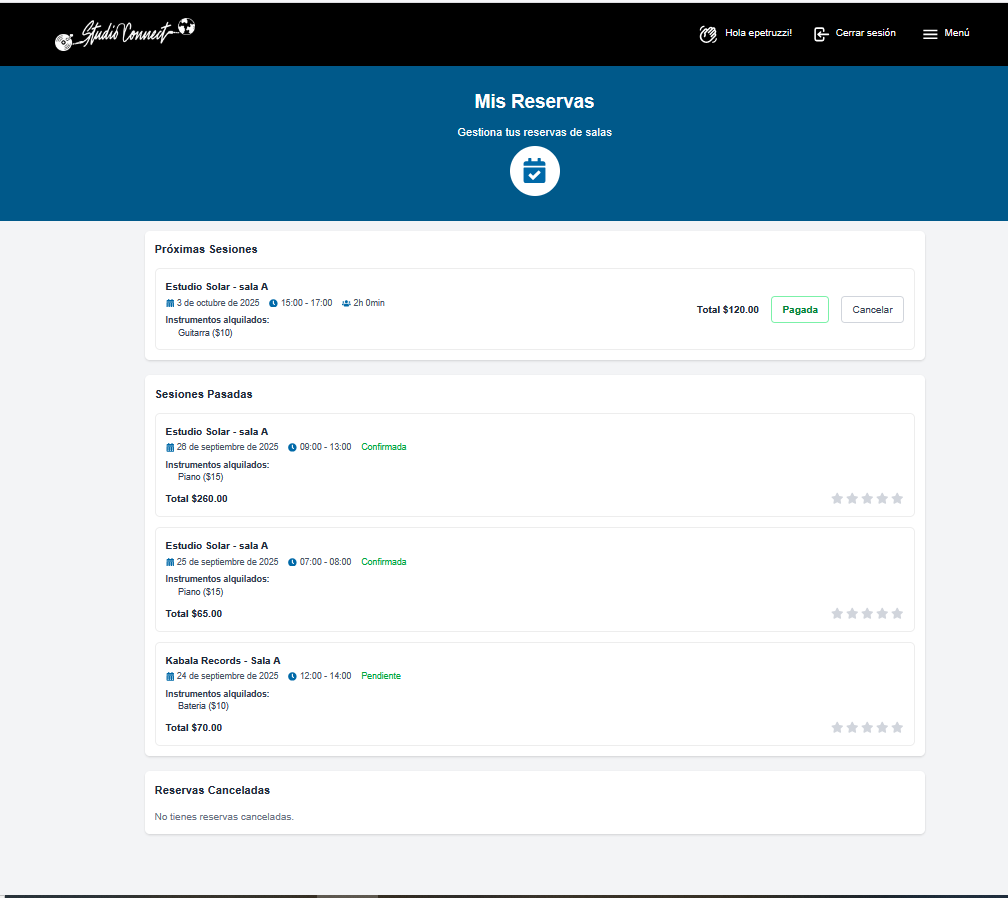 Studio Connect
Hola epetruzzi!
Cerrar sesión
Menú
Mis Reservas
Gestiona tus reservas de salas
Próximas Sesiones
Estudio Solar - sala A
3 de octubre de 2025 15:00 - 17:00 2h 0min
Instrumentos alquilados:
Guitarra ($10)
Total $120.00 Pagada Cancelar
Sesiones Pasadas
Estudio Solar - sala A
26 de septiembre de 2025 09:00 - 13:00 Confirmada
Instrumentos alquilados:
Piano ($15)
Total $260.00
Estudio Solar - sala A
25 de septiembre de 2025 07:00 - 08:00 Confirmada
Instrumentos alquilados:
Piano ($15)
Total $65.00
Kabala Records - Sala A
24 de septiembre de 2025 12:00 - 14:00 Pendiente
Instrumentos alquilados:
Bateria ($10)
Total $70.00
Reservas Canceladas
No tienes reservas canceladas.